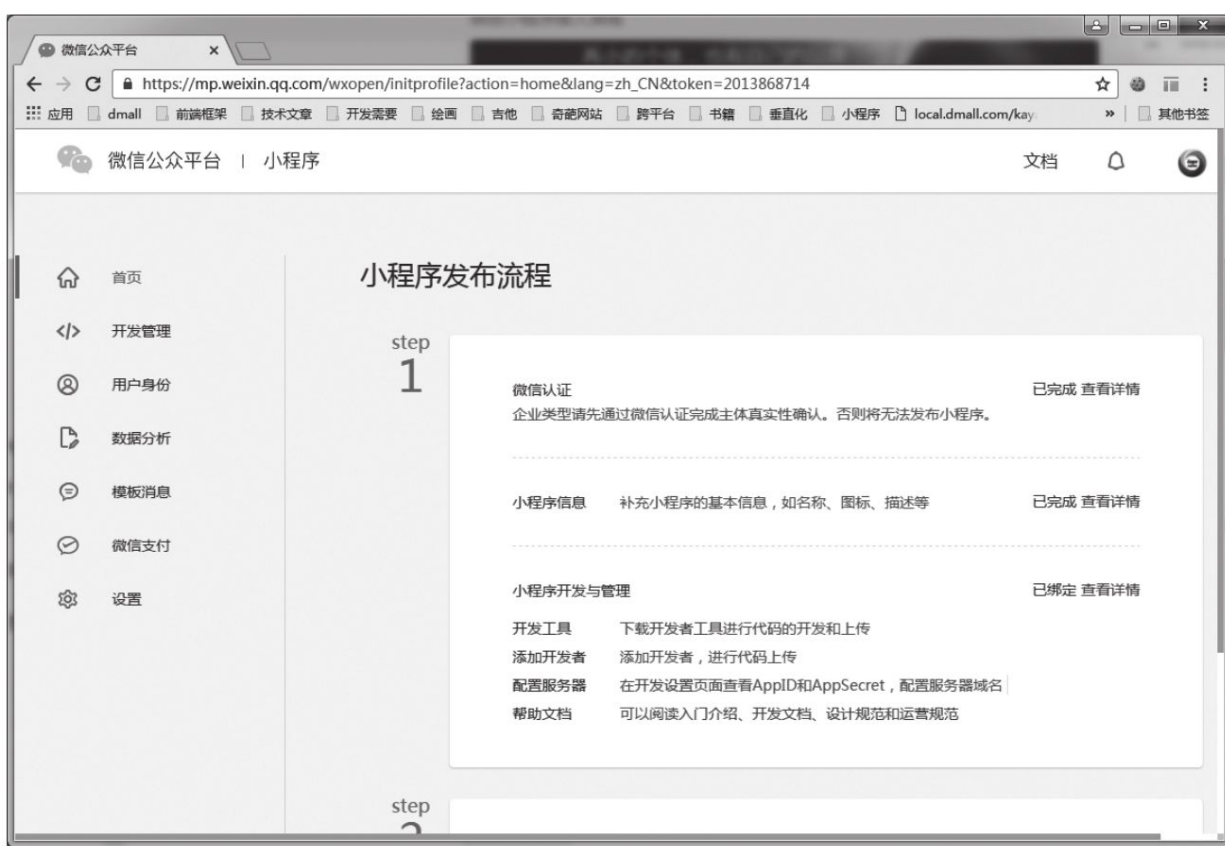 微信公众平台
https://mp.weixin.qq.com/wxopen/initprofile?action=home&lang=zh_CN&token=2013868714
应用 dmall 前端框架 技术文章 开发需要 绘画 吉他 奇葩网站 跨平台 书籍 垂直化 小程序 local.dmall.com/kay » 其他书签
微信公众平台 | 小程序 文档
首页
开发管理
用户身份
数据分析
模板消息
微信支付
设置
小程序发布流程
step
1
微信认证 已完成 查看详情
企业类型请先通过微信认证完成主体真实性确认。否则将无法发布小程序。
小程序信息 补充小程序的基本信息，如名称、图标、描述等 已完成 查看详情
小程序开发与管理 已绑定 查看详情
开发工具 下载开发者工具进行代码的开发和上传
添加开发者 添加开发者，进行代码上传
配置服务器 在开发设置页面查看AppID和AppSecret，配置服务器域名
帮助文档 可以阅读入门介绍、开发文档、设计规范和运营规范
step